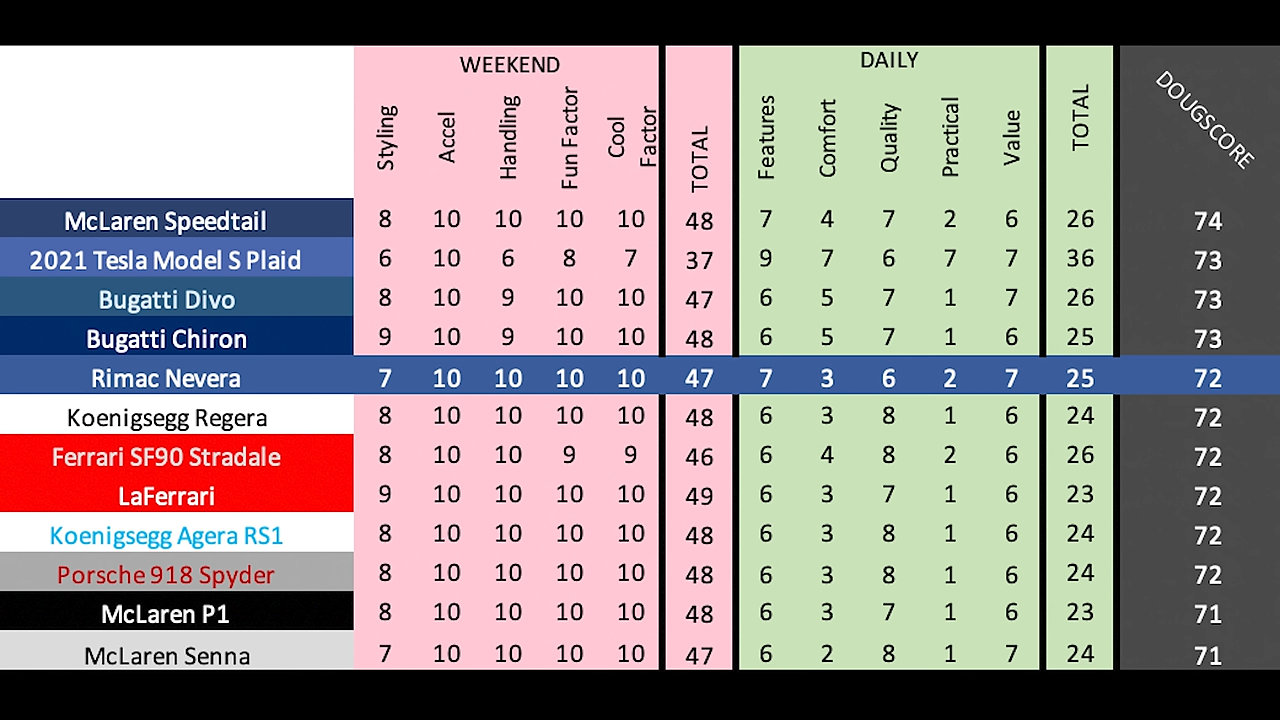 WEEKEND DAILY
Styling Accel Handling Fun Factor Cool Factor TOTAL Features Comfort Quality Practical Value TOTAL DOUGSCORE
McLaren Speedtail 8 10 10 10 10 48 7 4 7 2 6 26 74
2021 Tesla Model S Plaid 6 10 6 8 7 37 9 7 6 7 7 36 73
Bugatti Divo 8 10 9 10 10 47 6 5 7 1 7 26 73
Bugatti Chiron 9 10 9 10 10 48 6 5 7 1 6 25 73
Rimac Nevera 7 10 10 10 10 47 7 3 6 2 7 25 72
Koenigsegg Regera 8 10 10 10 10 48 6 3 8 1 6 24 72
Ferrari SF90 Stradale 8 10 10 9 9 46 6 4 8 2 6 26 72
LaFerrari 9 10 10 10 10 49 6 3 7 1 6 23 72
Koenigsegg Agera RS1 8 10 10 10 10 48 6 3 8 1 6 24 72
Porsche 918 Spyder 8 10 10 10 10 48 6 3 8 1 6 24 72
McLaren P1 8 10 10 10 10 48 6 3 7 1 6 23 71
McLaren Senna 7 10 10 10 10 47 6 2 8 1 7 24 71